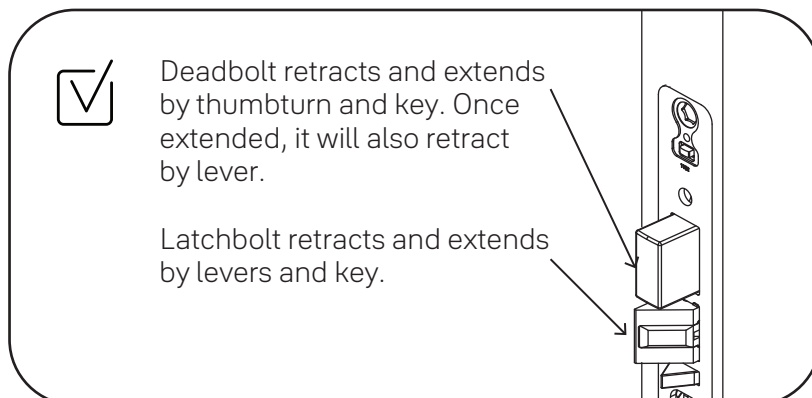 Deadbolt retracts and extends
by thumbturn and key. Once
extended, it will also retract
by lever.
Latchbolt retracts and extends
by levers and key.